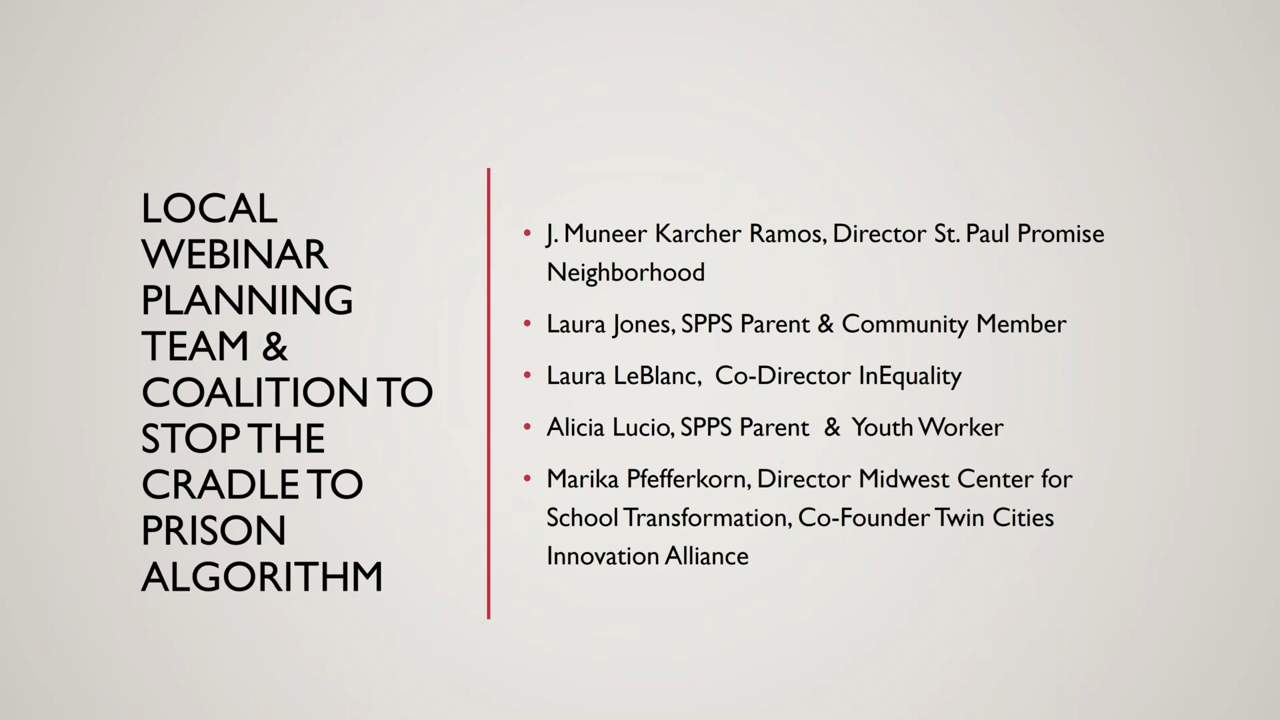 LOCAL
WEBINAR
PLANNING
TEAM &
COALITION TO
STOP THE
CRADLE TO
PRISON
ALGORITHM
• J. Muneer Karcher Ramos, Director St. Paul Promise
Neighborhood
• Laura Jones, SPPS Parent & Community Member
• Laura LeBlanc, Co-Director InEquality
• Alicia Lucio, SPPS Parent & Youth Worker
• Marika Pfefferkorn, Director Midwest Center for
School Transformation, Co-Founder Twin Cities
Innovation Alliance